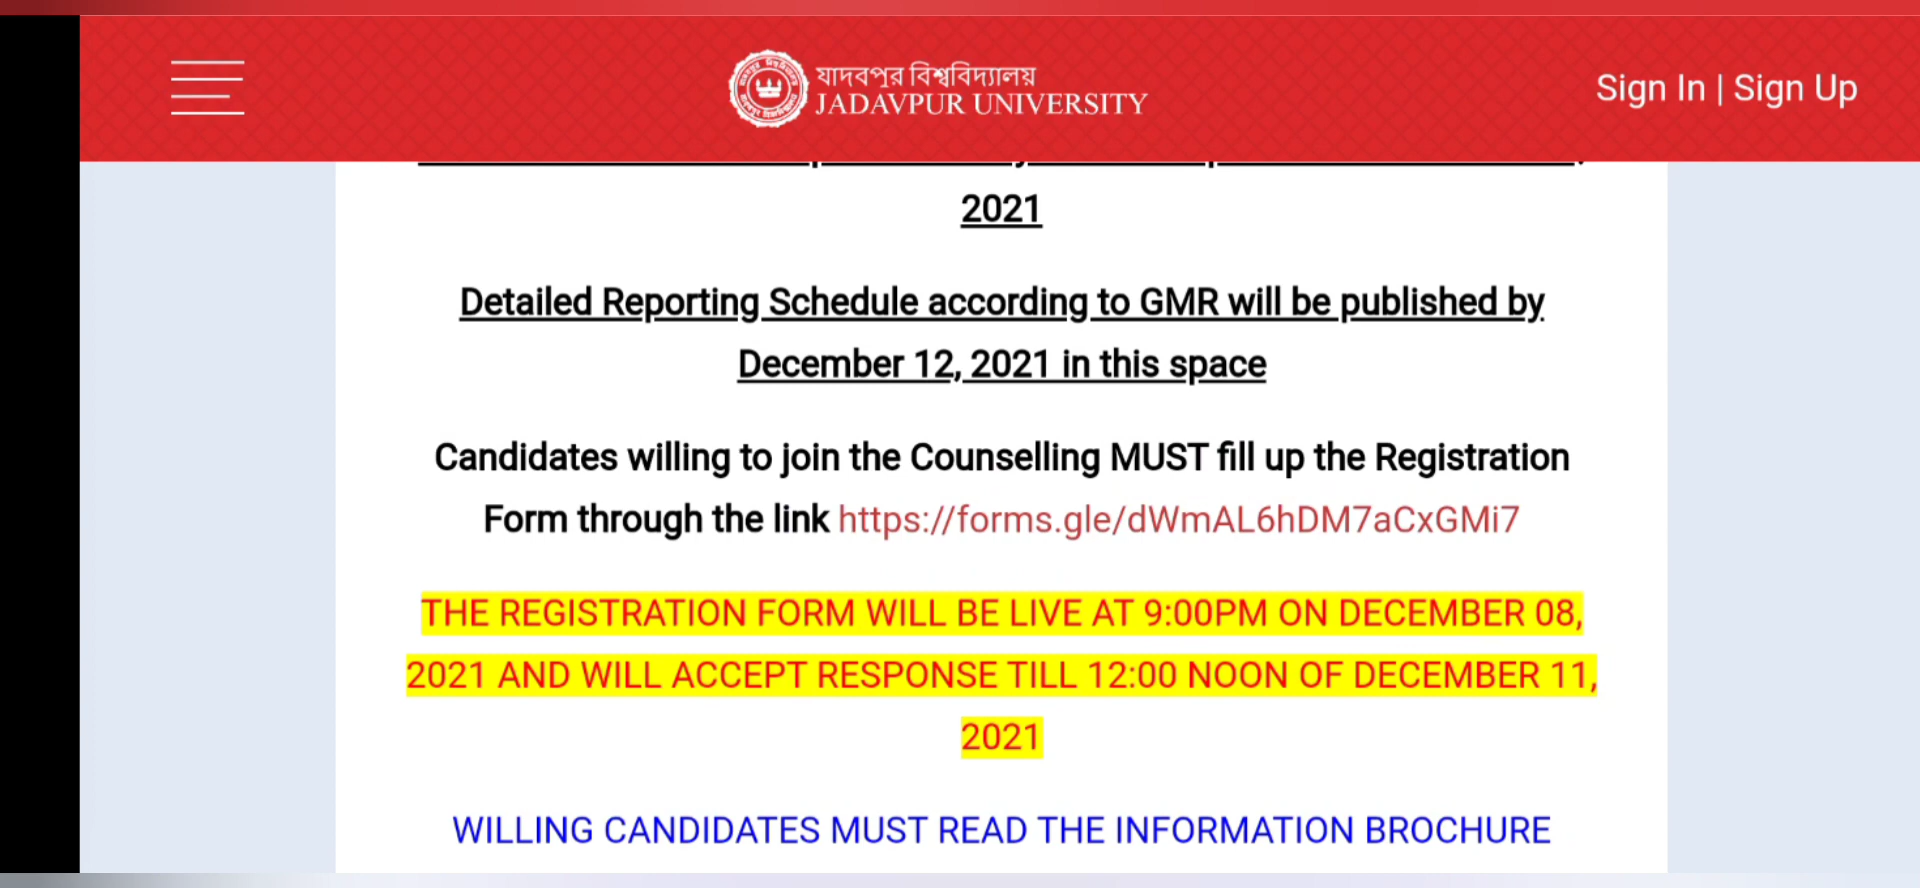 যাদবপুর বিশ্ববিদ্যালয়
JADAVPUR UNIVERSITY
Sign In | Sign Up
2021
Detailed Reporting Schedule according to GMR will be published by
December 12, 2021 in this space
Candidates willing to join the Counselling MUST fill up the Registration
Form through the link https://forms.gle/dWmAL6hDM7aCxGMi7
THE REGISTRATION FORM WILL BE LIVE AT 9:00PM ON DECEMBER 08,
2021 AND WILL ACCEPT RESPONSE TILL 12:00 NOON OF DECEMBER 11,
2021
WILLING CANDIDATES MUST READ THE INFORMATION BROCHURE